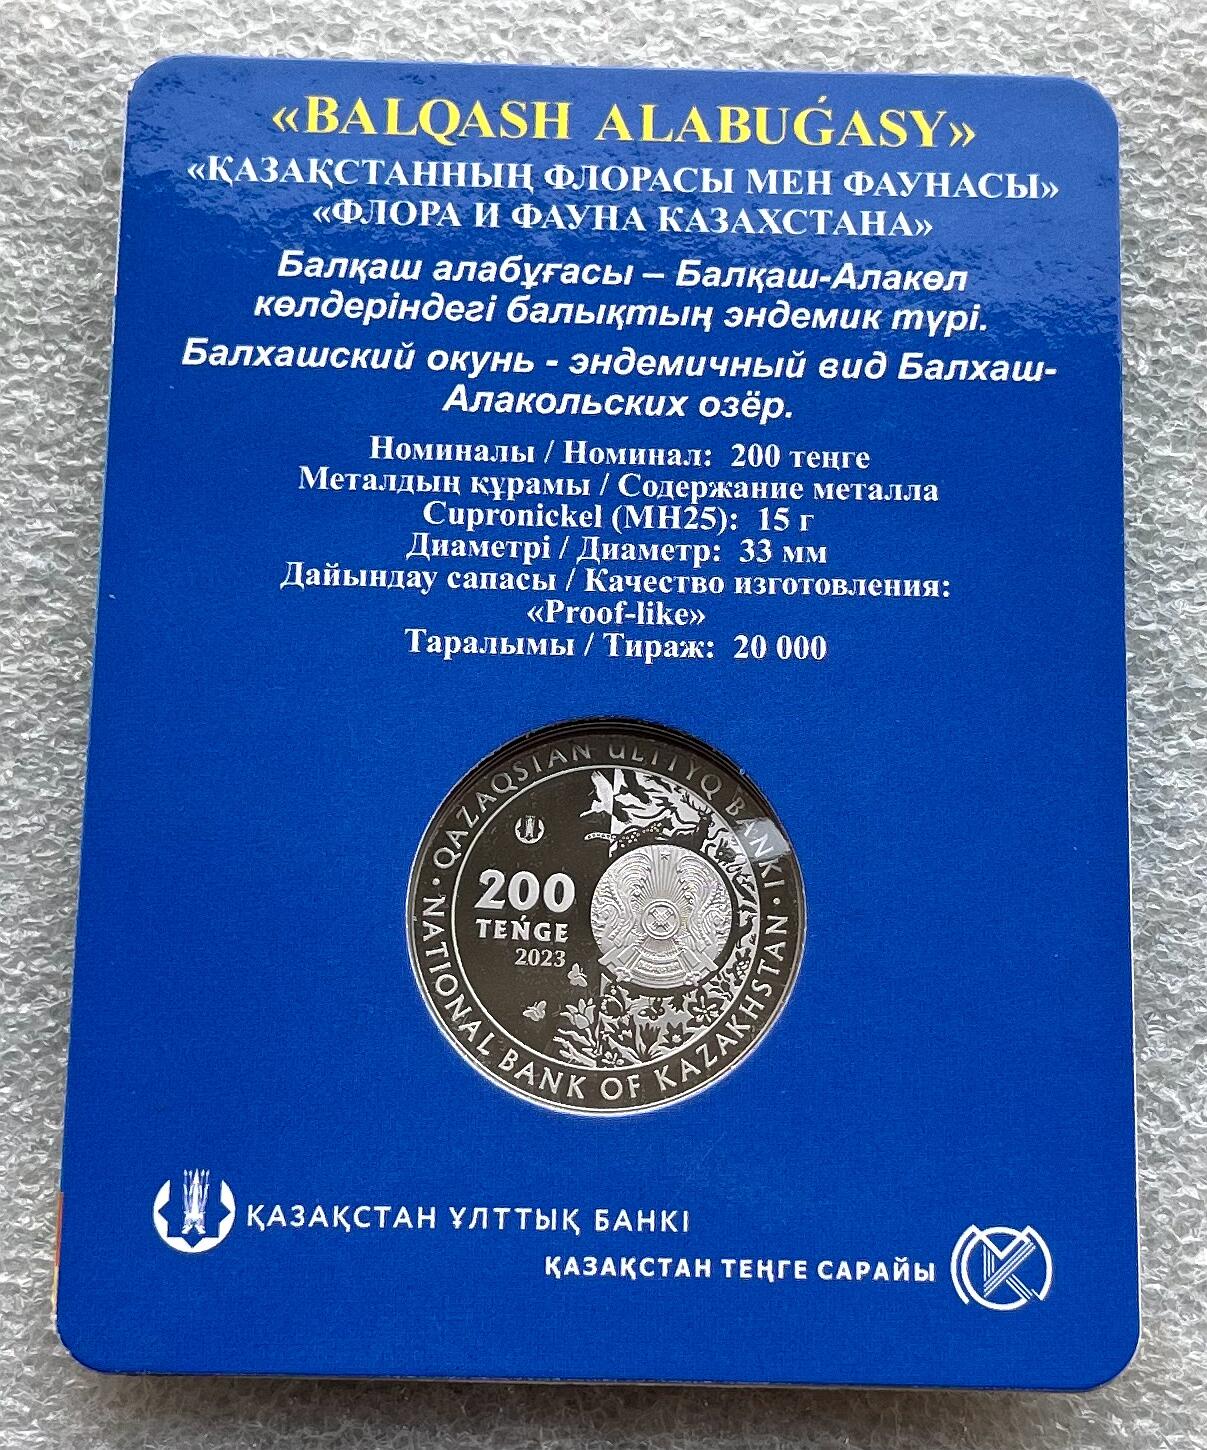 «BALQASH ALABUǴASY»
«ҚАЗАҚСТАННЫҢ ФЛОРАСЫ МЕН ФАУНАСЫ»
«ФЛОРА И ФАУНА КАЗАХСТАНА»
Балқаш алабұғасы – Балқаш-Алакөл
көлдеріндегі балықтың эндемик түрі.
Балхашский окунь - эндемичный вид Балхаш-
Алакольских озёр.
Номиналы / Номинал: 200 теңге
Металдың құрамы / Содержание металла
Cupronickel (МН25): 15 г
Диаметрі / Диаметр: 33 мм
Дайындау сапасы / Качество изготовления:
«Proof-like»
Таралымы / Тираж: 20 000
QAZAQSTAN ULTTYQ BANKI
200
TEŃGE
2023
NATIONAL BANK OF KAZAKHSTAN
ҚАЗАҚСТАН ҰЛТТЫҚ БАНКІ
ҚАЗАҚСТАН ТЕҢГЕ САРАЙЫ